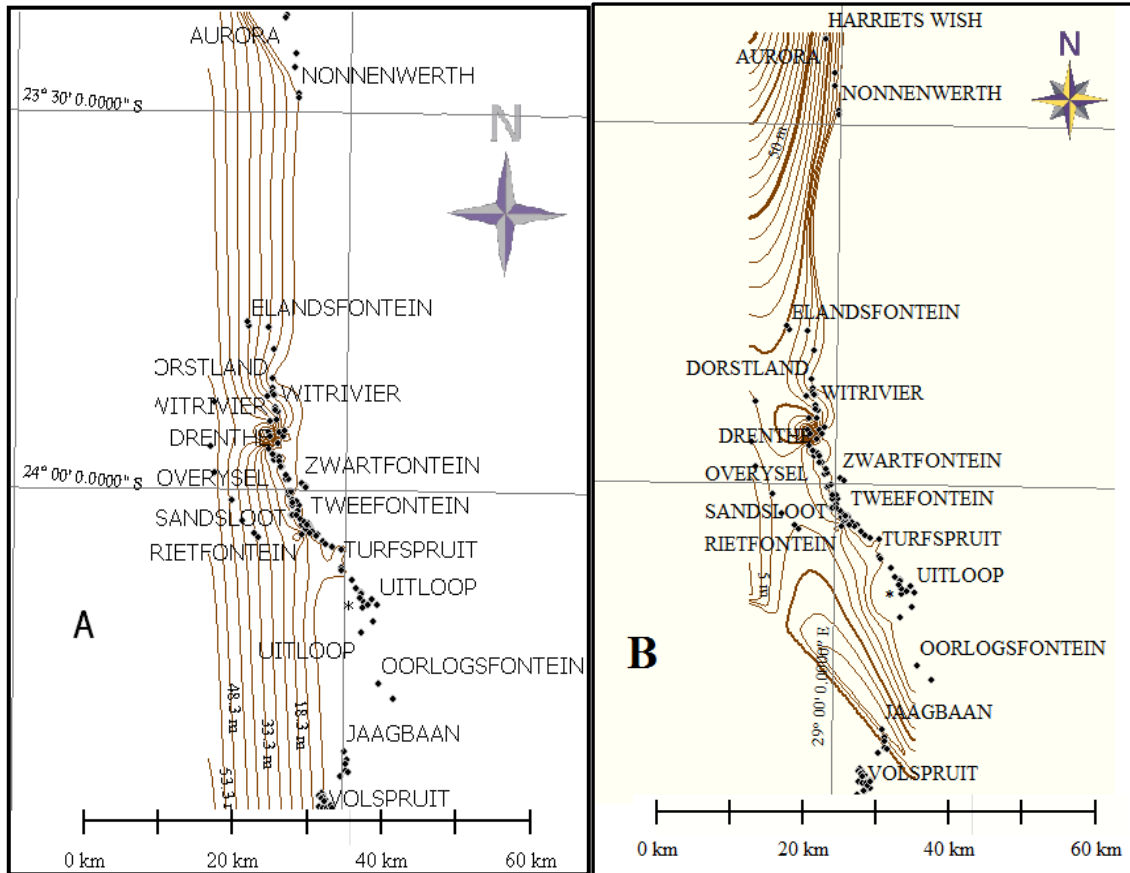 AURORA
NONNENWERTH
23° 30' 0.0000" S
N
ELANDSFONTEIN
ORSTLAND
WITRIVIER
WITRIVIER
DRENTHE
ZWARTFONTEIN
24° 00' 0.0000" S
OVERYSEL
TWEEFONTEIN
SANDSLOOT
RIETFONTEIN
TURFSPRUIT
UITLOOP
A
*
UITLOOP
OORLOGSFONTEIN
48.3 m
33.3 m
18.3 m
JAAGBAAN
VOLSPRUIT
0 km 20 km 40 km 60 km
HARRIETS WISH
N
AURORA
NONNENWERTH
50 m
ELANDSFONTEIN
DORSTLAND
WITRIVIER
DRENTHE
ZWARTFONTEIN
OVERYSEL
TWEEFONTEIN
SANDSLOOT
RIETFONTEIN
TURFSPRUIT
5 m
UITLOOP
*
B
29° 00' 0.0000" E
OORLOGSFONTEIN
JAAGBAAN
VOLSPRUIT
0 km 20 km 40 km 60 km